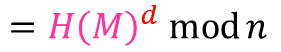 = H(M)^d mod n